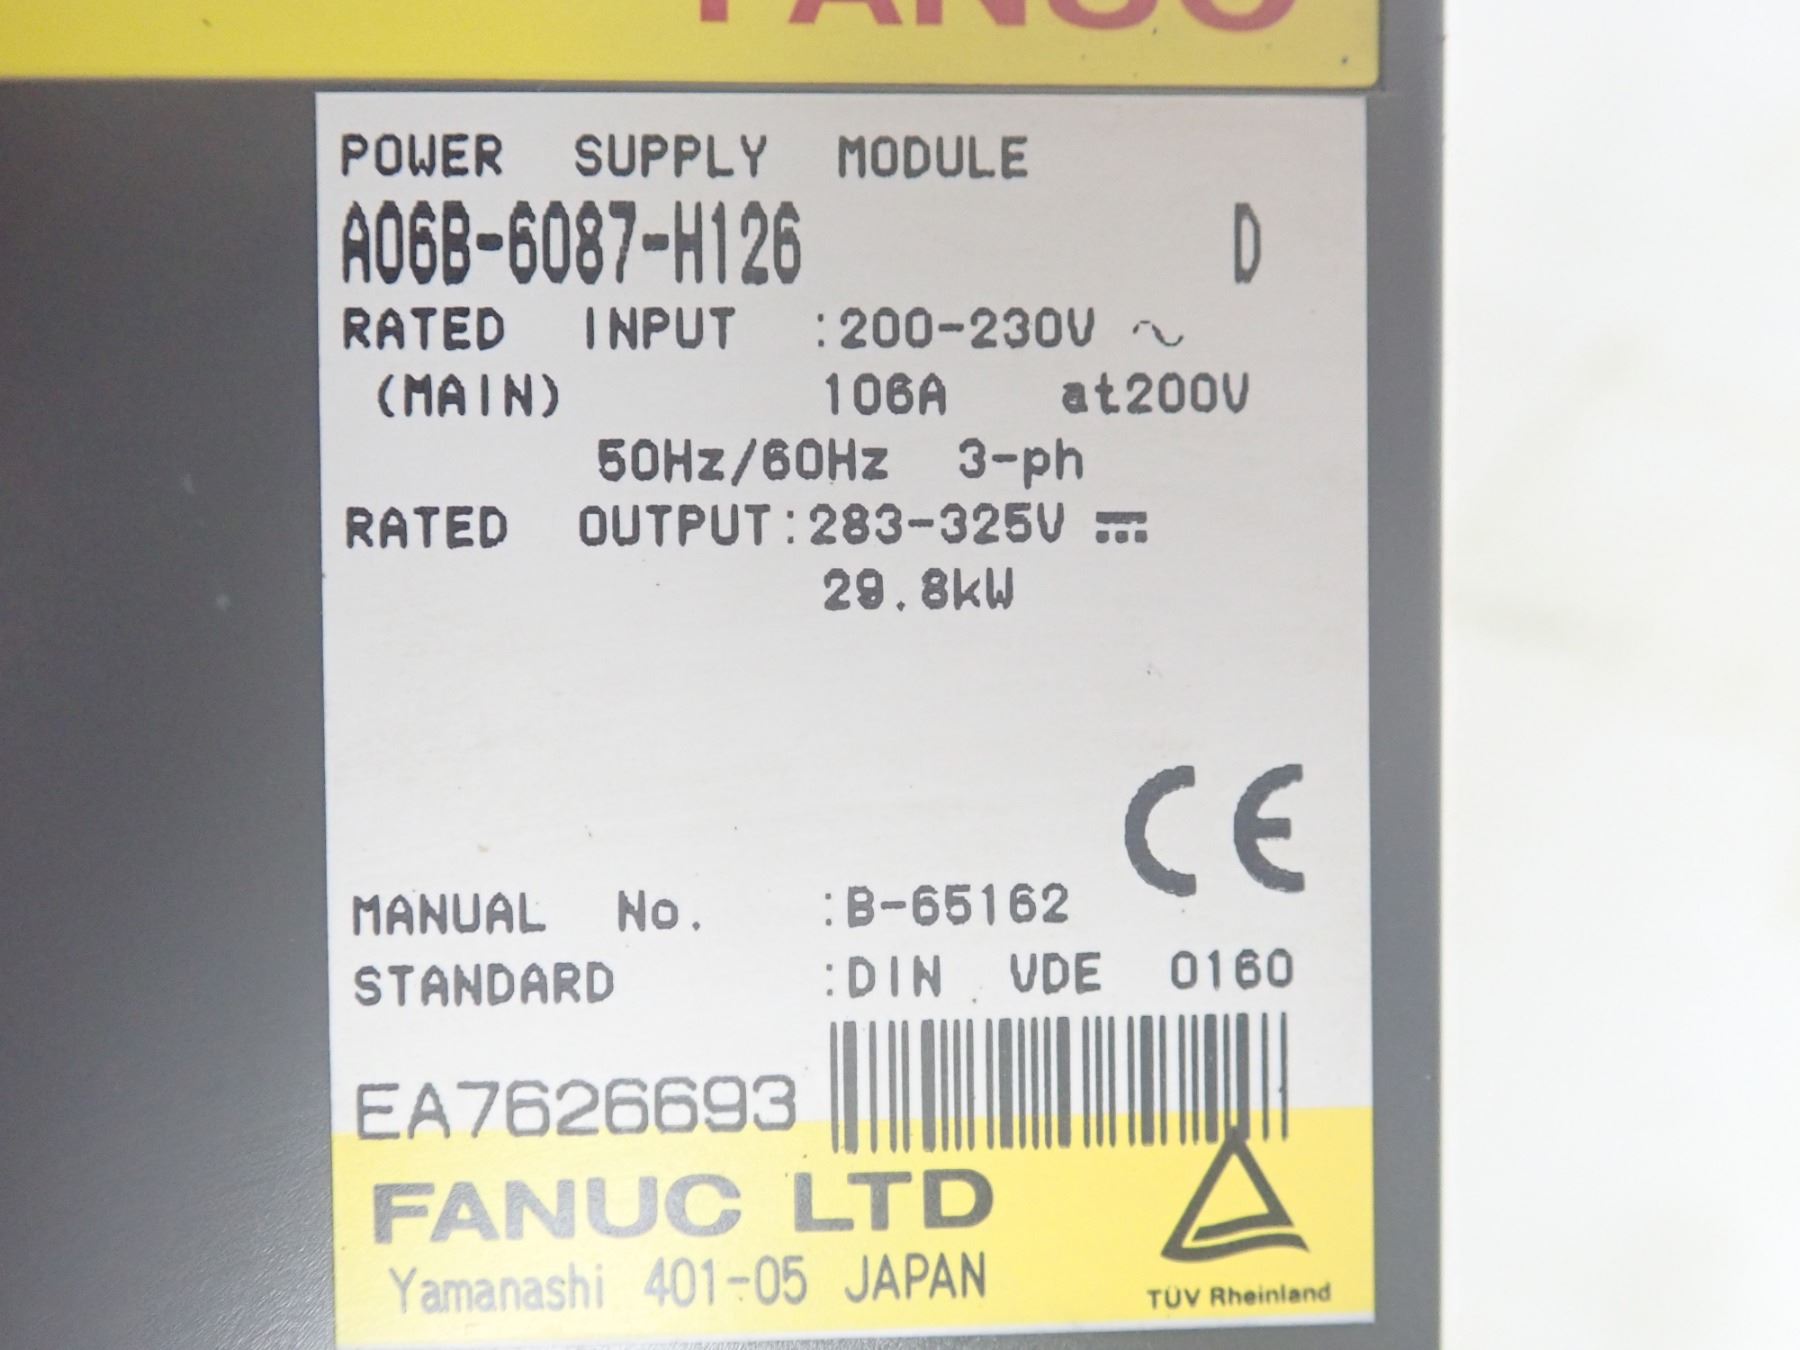 FANUC
POWER SUPPLY MODULE
A06B-6087-H126 D
RATED INPUT :200-230V ~
(MAIN) 106A at200V
50Hz/60Hz 3-ph
RATED OUTPUT:283-325V ⎓
29.8kW
CE
MANUAL No. :B-65162
STANDARD :DIN VDE 0160
EA7626693
FANUC LTD
Yamanashi 401-05 JAPAN
TÜV Rheinland